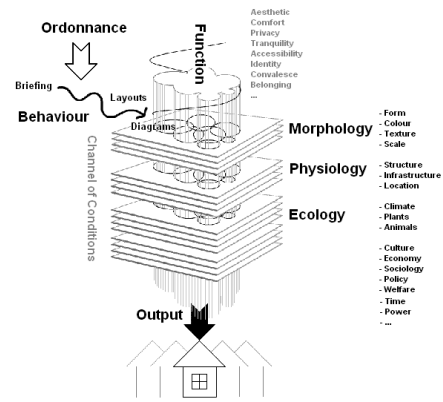 Ordonnance
Function
Aesthetic
Comfort
Privacy
Tranquility
Accessibility
Identity
Convalesce
Belonging
...
Briefing
Layouts
Behaviour
Diagrams
Channel of Conditions
Morphology
- Form
- Colour
- Texture
- Scale
Physiology
- Structure
- Infrastructure
- Location
Ecology
- Climate
- Plants
- Animals
- Culture
- Economy
- Sociology
- Policy
- Welfare
- Time
- Power
- ...
Output